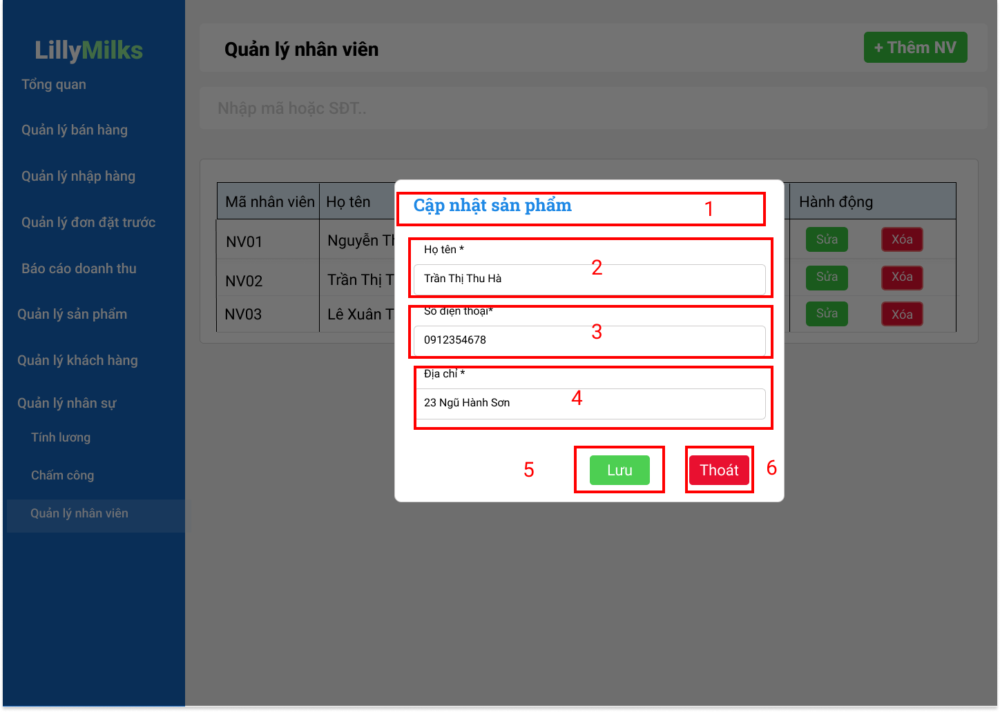 LillyMilks
Tổng quan
Quản lý bán hàng
Quản lý nhập hàng
Quản lý đơn đặt trước
Báo cáo doanh thu
Quản lý sản phẩm
Quản lý khách hàng
Quản lý nhân sự
Tính lương
Chấm công
Quản lý nhân viên
Quản lý nhân viên
+ Thêm NV
Nhập mã hoặc SĐT..
Mã nhân viên Họ tên Hành động
NV01 Nguyễn Sửa Xóa
NV02 Trần Thị Sửa Xóa
NV03 Lê Xuân Sửa Xóa
Cập nhật sản phẩm 1
Họ tên *
2
Trần Thị Thu Hà
Số điện thoại*
3
0912354678
Địa chỉ *
4
23 Ngũ Hành Sơn
5 Lưu Thoát 6